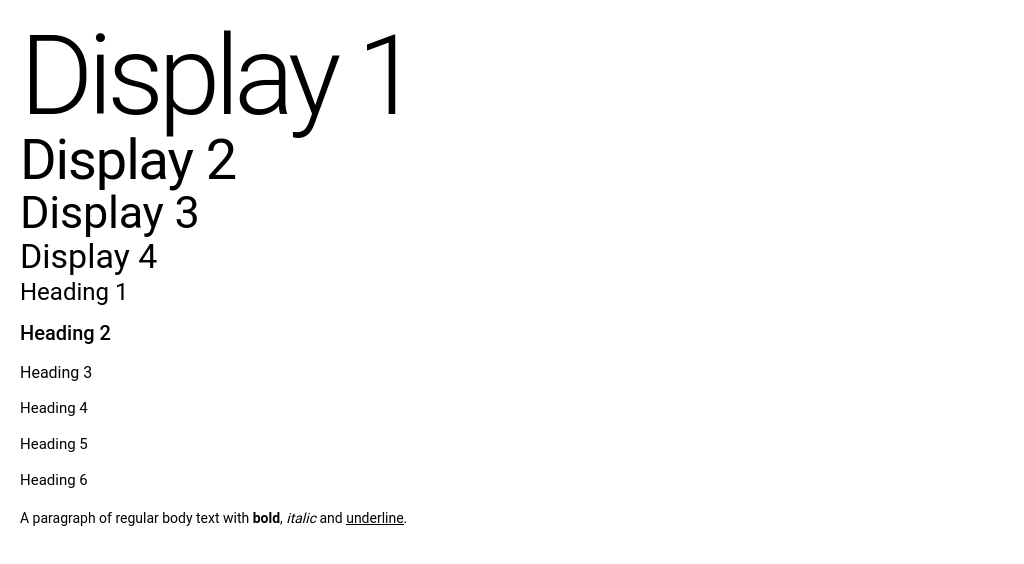 Display 1
Display 2
Display 3
Display 4
Heading 1
Heading 2
Heading 3
Heading 4
Heading 5
Heading 6
A paragraph of regular body text with bold, italic and underline.